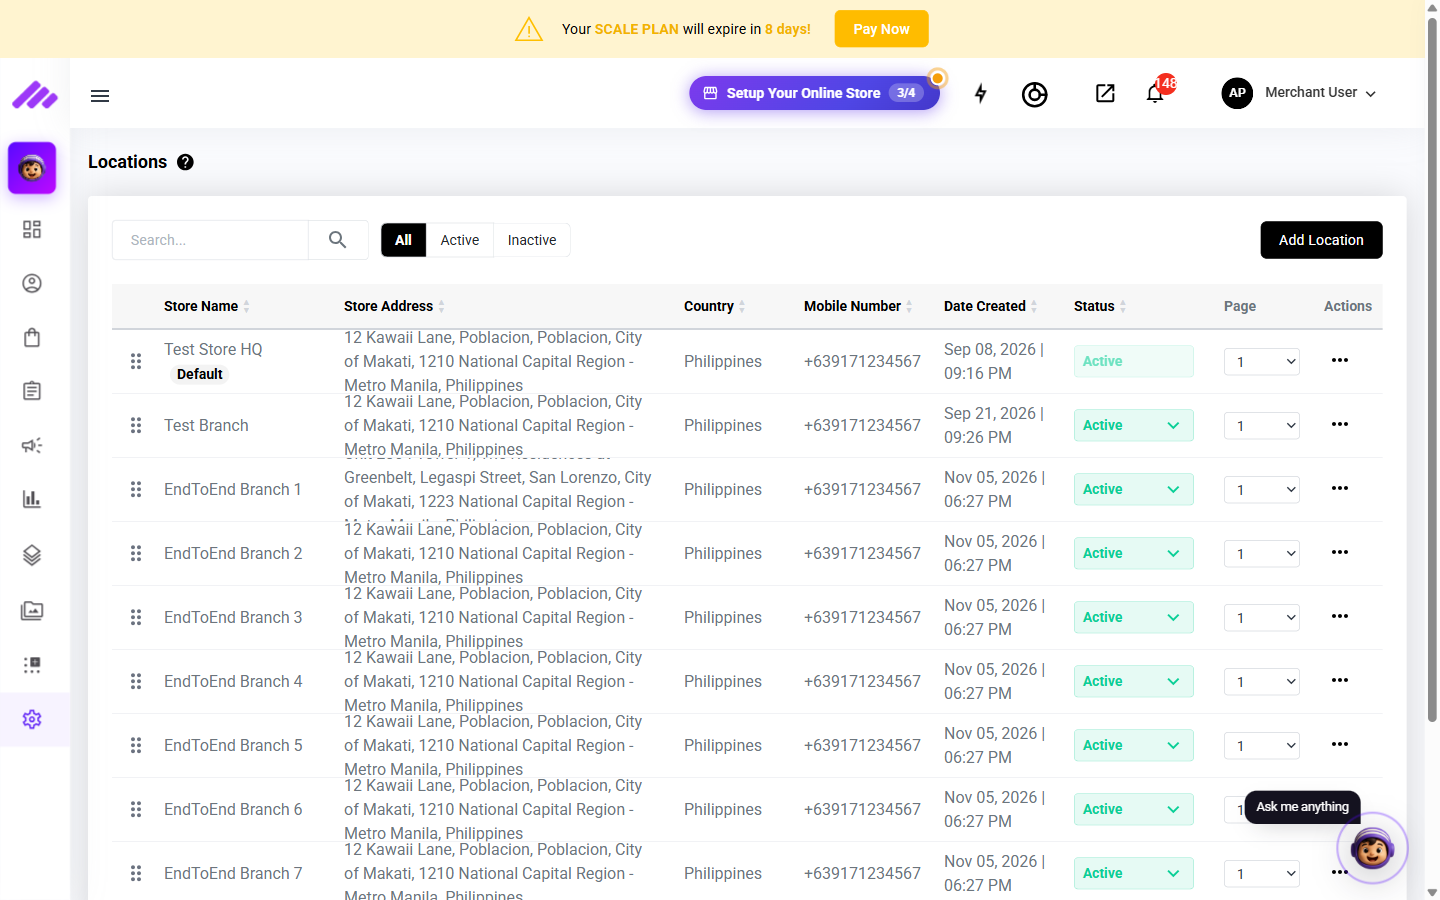 Your SCALE PLAN will expire in 8 days!
Pay Now
Setup Your Online Store 3/4
148
AP
Merchant User
Locations
Search...
All
Active
Inactive
Add Location
Store Name
Store Address
Country
Mobile Number
Date Created
Status
Page
Actions
Test Store HQ
Default
12 Kawaii Lane, Poblacion, Poblacion, City
of Makati, 1210 National Capital Region -
Metro Manila, Philippines
Philippines
+639171234567
Sep 08, 2026 |
09:16 PM
Active
1
Test Branch
12 Kawaii Lane, Poblacion, Poblacion, City
of Makati, 1210 National Capital Region -
Metro Manila, Philippines
Philippines
+639171234567
Sep 21, 2026 |
09:26 PM
Active
1
EndToEnd Branch 1
Greenbelt, Legaspi Street, San Lorenzo, City
of Makati, 1223 National Capital Region -
Philippines
+639171234567
Nov 05, 2026 |
06:27 PM
Active
1
EndToEnd Branch 2
12 Kawaii Lane, Poblacion, Poblacion, City
of Makati, 1210 National Capital Region -
Metro Manila, Philippines
Philippines
+639171234567
Nov 05, 2026 |
06:27 PM
Active
1
EndToEnd Branch 3
12 Kawaii Lane, Poblacion, Poblacion, City
of Makati, 1210 National Capital Region -
Metro Manila, Philippines
Philippines
+639171234567
Nov 05, 2026 |
06:27 PM
Active
1
EndToEnd Branch 4
12 Kawaii Lane, Poblacion, Poblacion, City
of Makati, 1210 National Capital Region -
Metro Manila, Philippines
Philippines
+639171234567
Nov 05, 2026 |
06:27 PM
Active
1
EndToEnd Branch 5
12 Kawaii Lane, Poblacion, Poblacion, City
of Makati, 1210 National Capital Region -
Metro Manila, Philippines
Philippines
+639171234567
Nov 05, 2026 |
06:27 PM
Active
1
EndToEnd Branch 6
12 Kawaii Lane, Poblacion, Poblacion, City
of Makati, 1210 National Capital Region -
Metro Manila, Philippines
Philippines
+639171234567
Nov 05, 2026 |
06:27 PM
Active
1
Ask me anything
EndToEnd Branch 7
12 Kawaii Lane, Poblacion, Poblacion, City
of Makati, 1210 National Capital Region -
Metro Manila, Philippines
Philippines
+639171234567
Nov 05, 2026 |
06:27 PM
Active
1